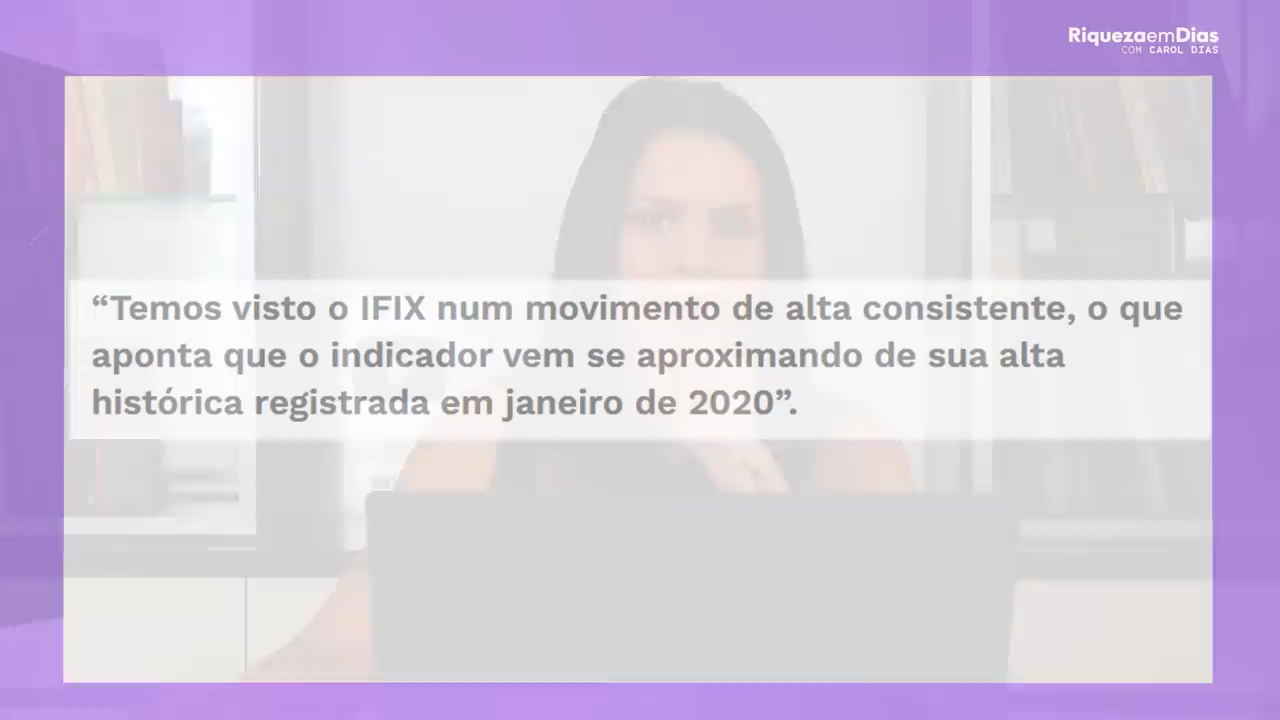 RiquezaemDias
COM CAROL DIAS
“Temos visto o IFIX num movimento de alta consistente, o que
aponta que o indicador vem se aproximando de sua alta
histórica registrada em janeiro de 2020”.